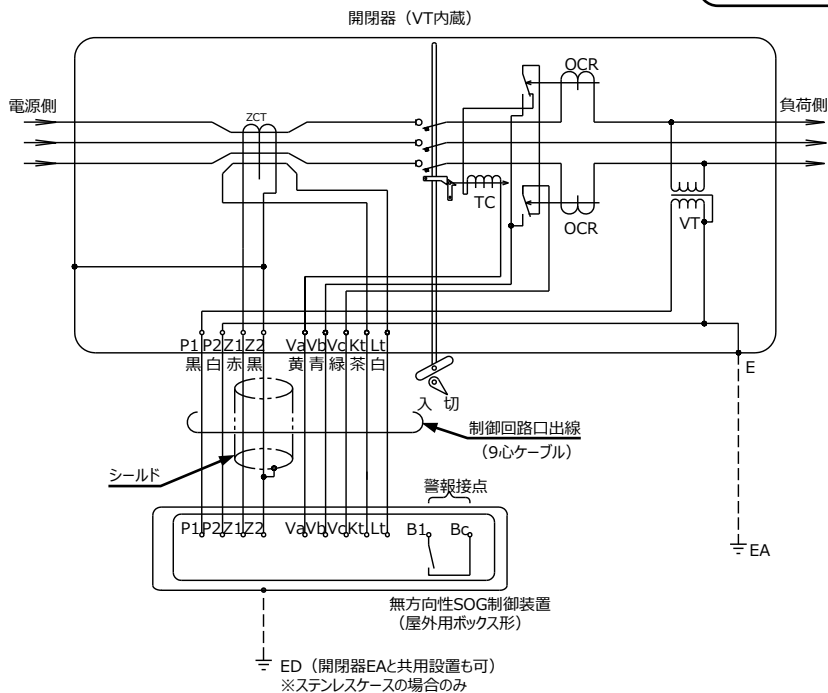 開閉器（VT内蔵）
OCR
電源側
ZCT
負荷側
TC
OCR
VT
P1 P2 Z1 Z2 Va Vb Vc Kt Lt
黒 白 赤 黒 黄 青 緑 茶 白
E
入 切
制御回路口出線
（9心ケーブル）
シールド
警報接点
P1 P2 Z1 Z2 Va Vb Vc Kt Lt B1 Bc
EA
無方向性SOG制御装置
（屋外用ボックス形）
ED（開閉器EAと共用設置も可）
※ステンレスケースの場合のみ